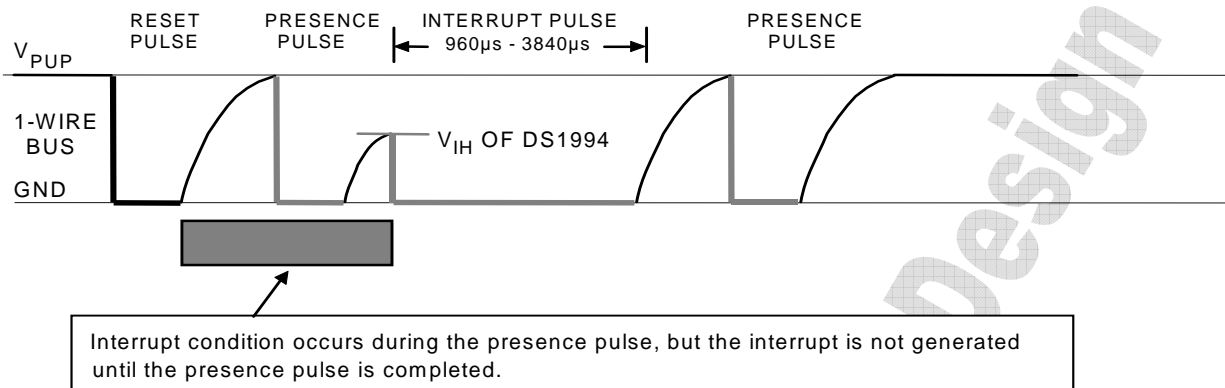 RESET PULSE
PRESENCE PULSE
INTERRUPT PULSE
960µs - 3840µs
PRESENCE PULSE
VPUP
1-WIRE BUS
VIH OF DS1994
GND
Design
Interrupt condition occurs during the presence pulse, but the interrupt is not generated
until the presence pulse is completed.